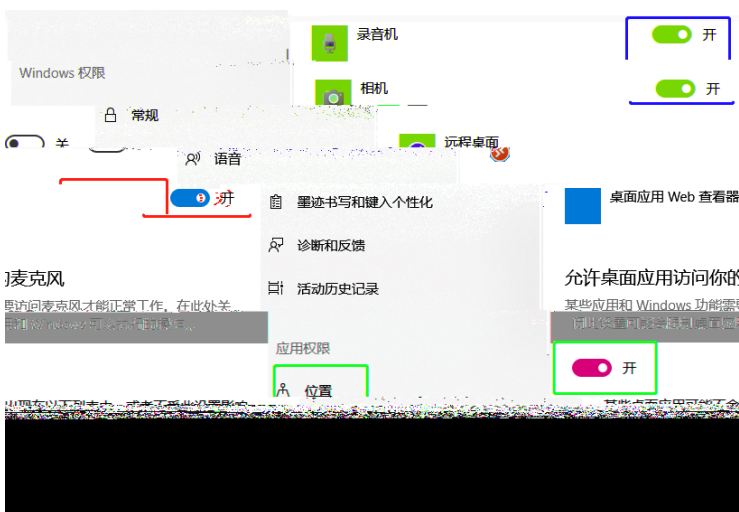 录音机
开
Windows 权限
相机
开
常规
关
远程桌面
语音
开
墨迹书写和键入个性化
桌面应用 Web 查看器
诊断和反馈
麦克风
允许桌面应用访问你的
活动历史记录
要访问麦克风才能正常工作。在此处关
某些应用和 Windows 功能需要
应用权限
开
位置